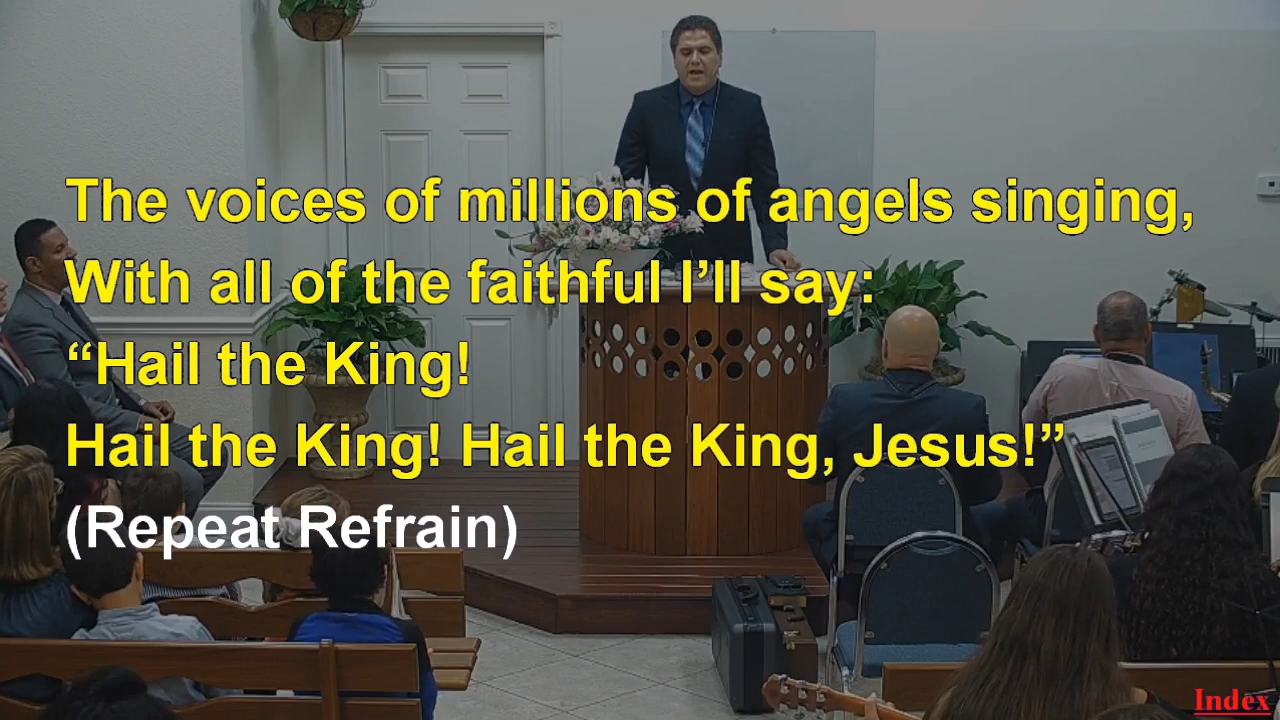 The voices of millions of angels singing,
With all of the faithful I’ll say:
“Hail the King!
Hail the King! Hail the King, Jesus!”
(Repeat Refrain)
Index